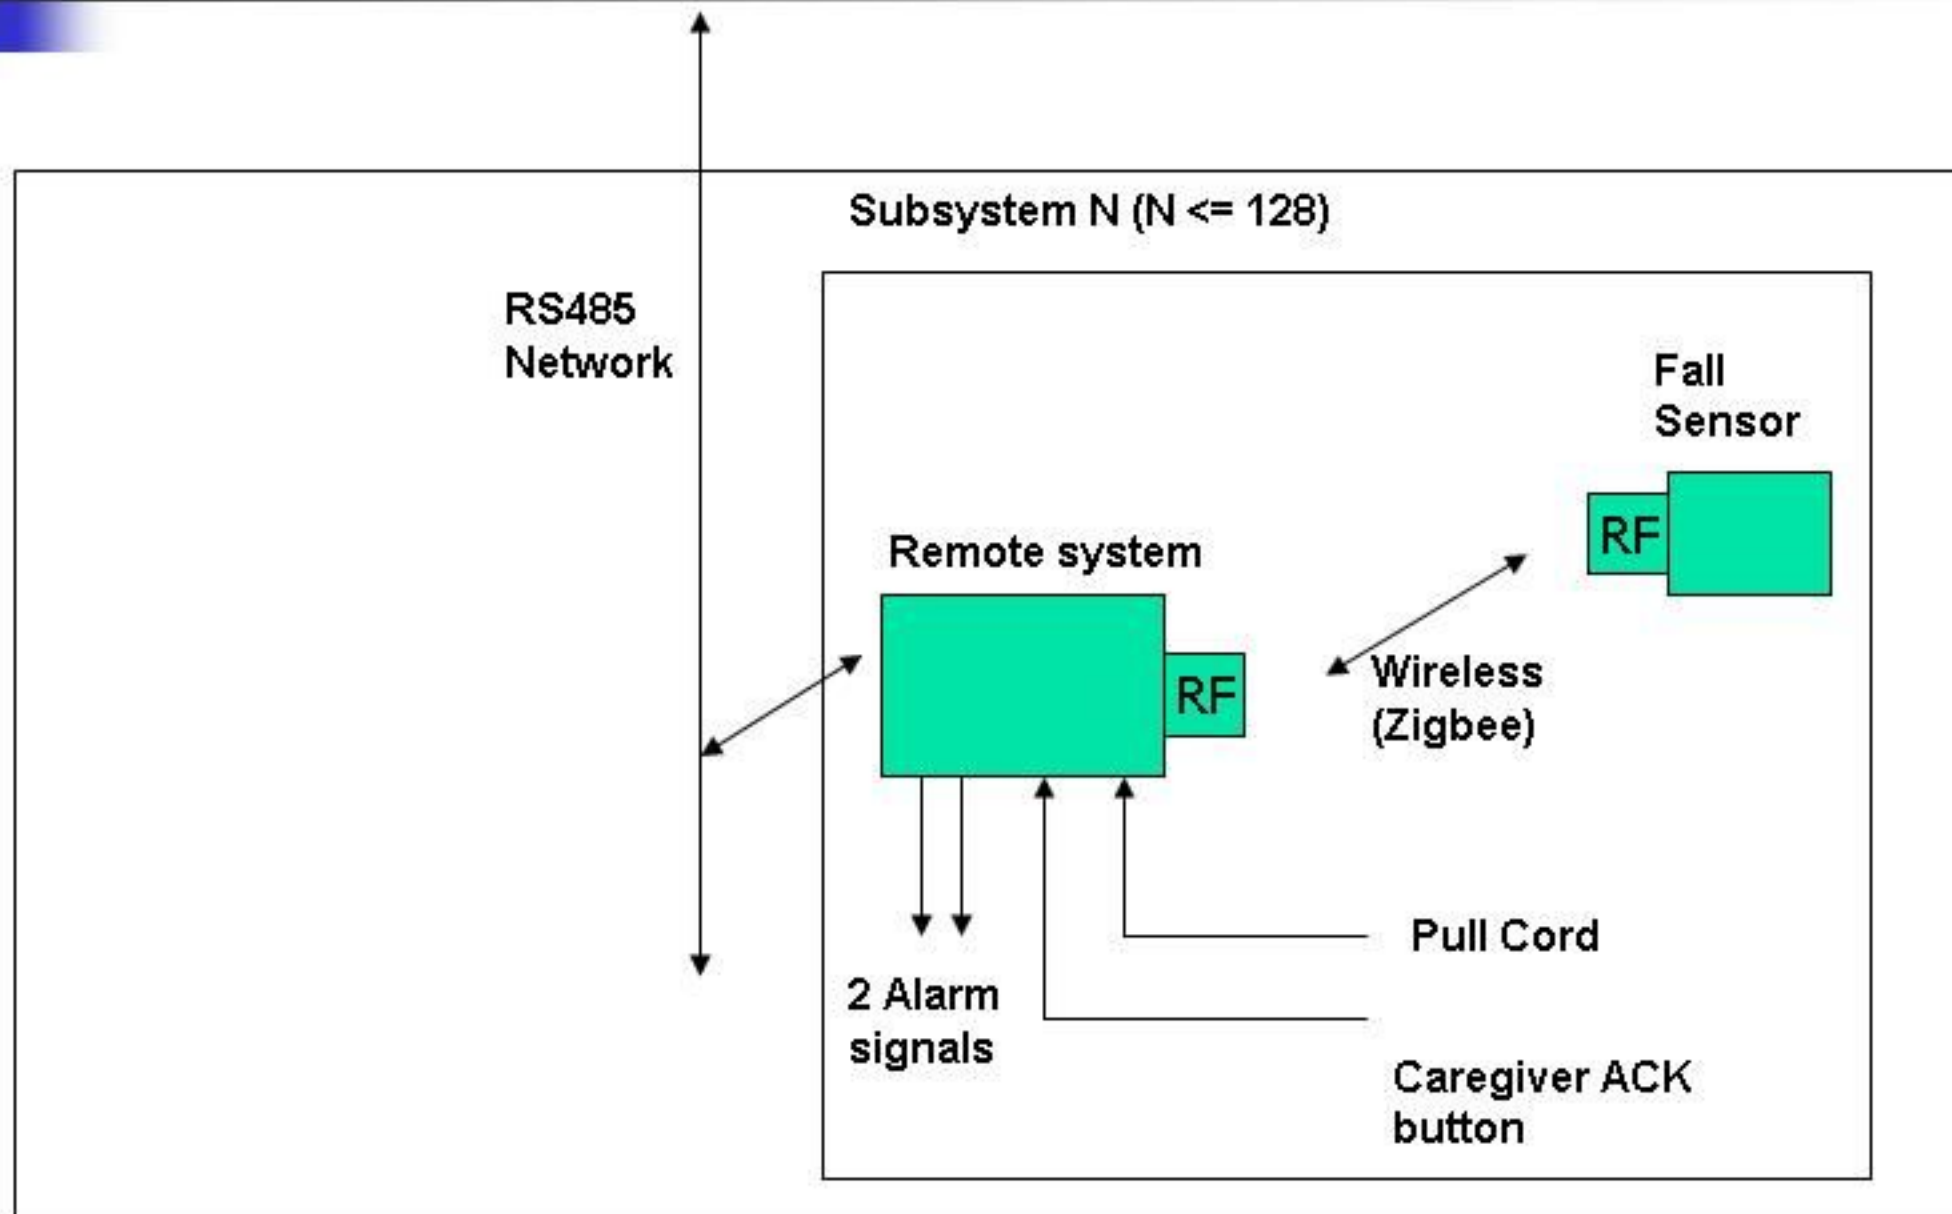 Subsystem N (N <= 128)
RS485
Network
Fall
Sensor
RF
Remote system
RF
Wireless
(Zigbee)
Pull Cord
2 Alarm
signals
Caregiver ACK
button